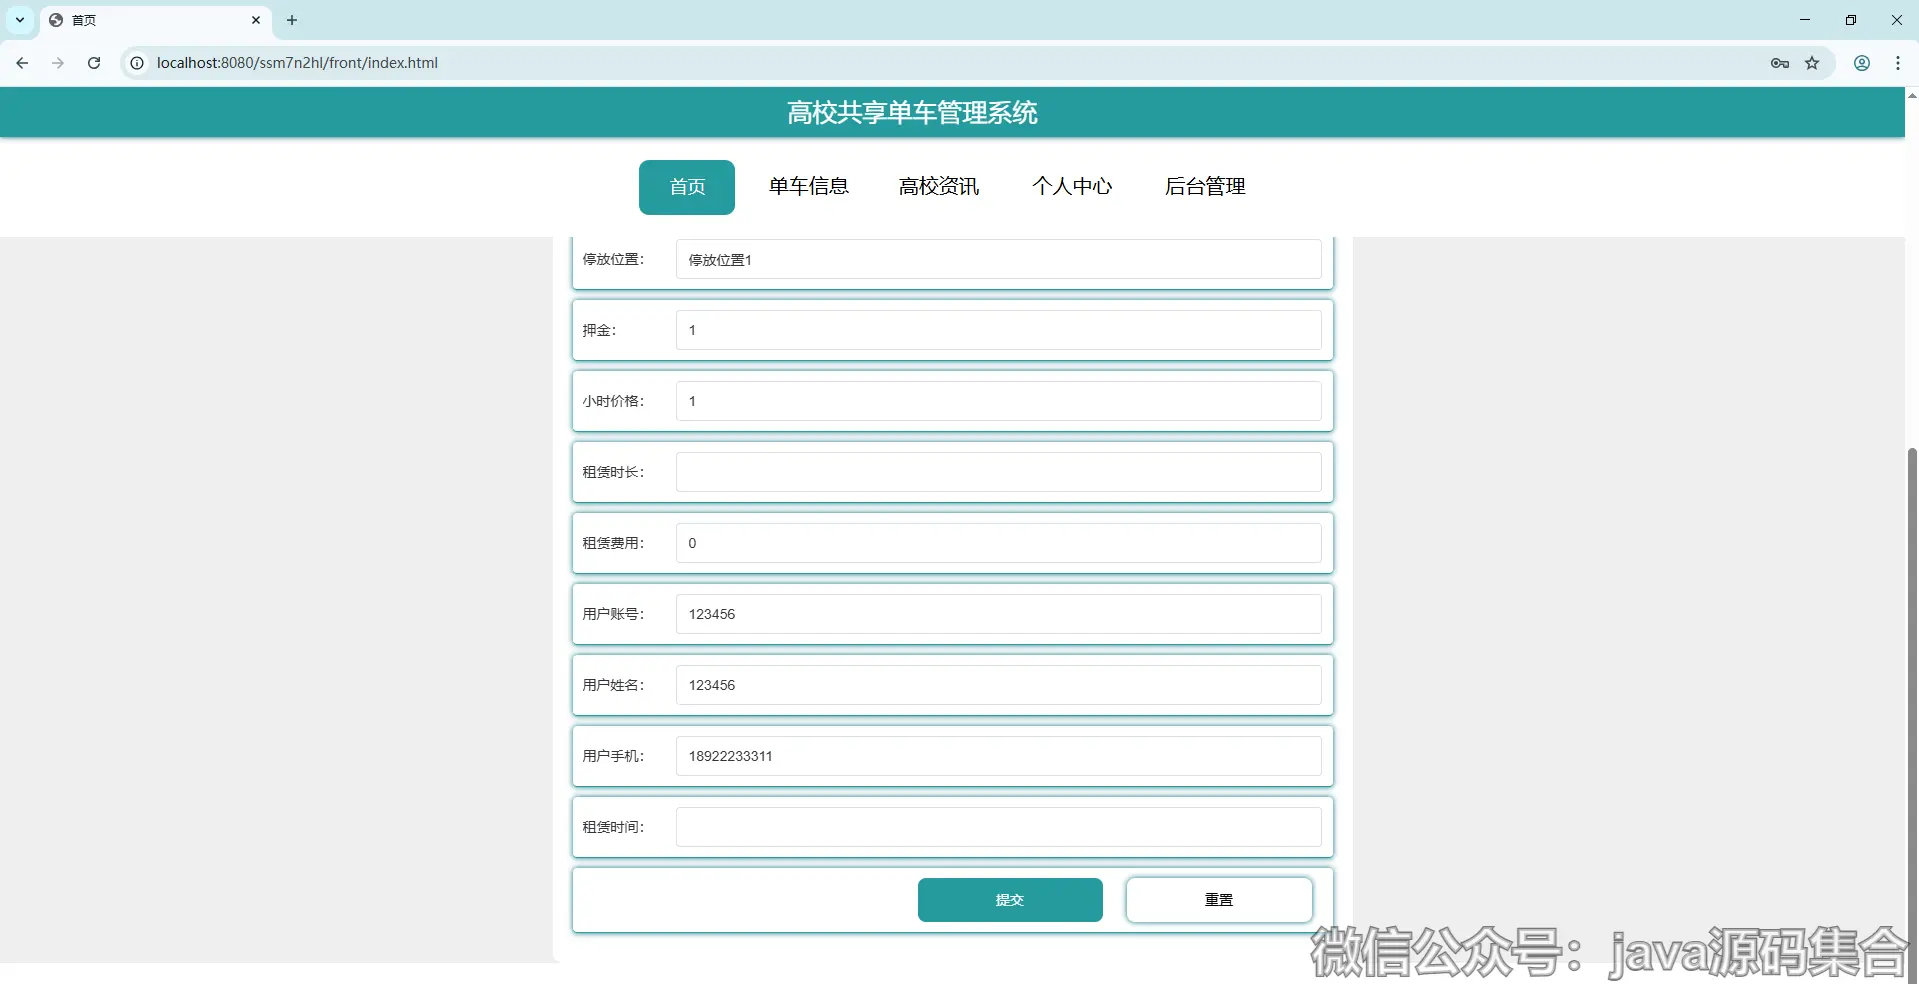 首页
localhost:8080/ssm7n2hl/front/index.html
高校共享单车管理系统
首页 单车信息 高校资讯 个人中心 后台管理
停放位置： 停放位置1
押金： 1
小时价格： 1
租赁时长：
租赁费用： 0
用户账号： 123456
用户姓名： 123456
用户手机： 18922233311
租赁时间：
提交 重置
微信公众号：java源码集合